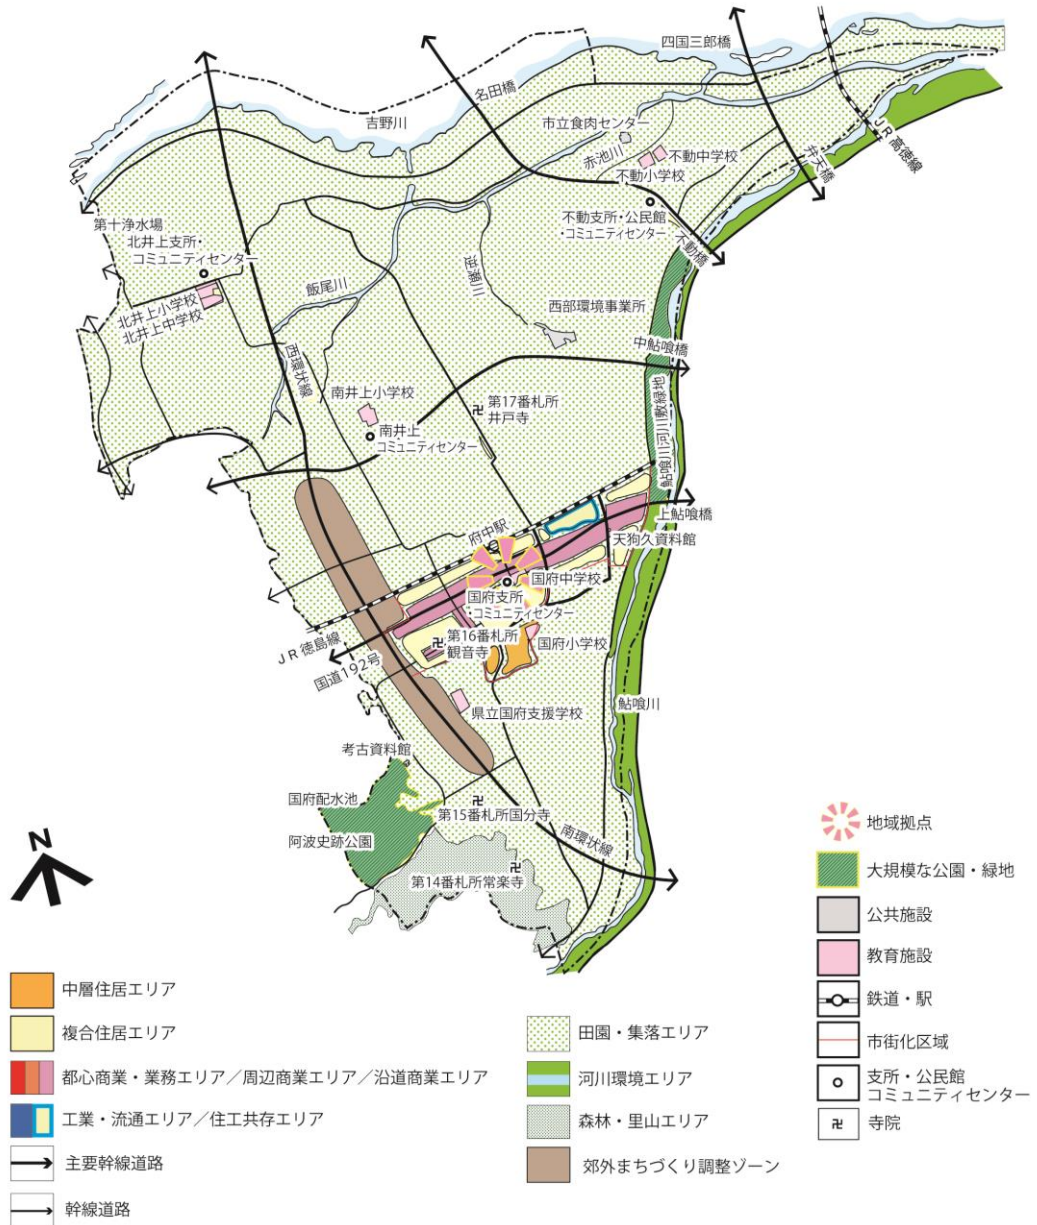 四国三郎橋
名田橋
吉野川
市立食肉センター
JR高徳線
赤池川
不動中学校
不動小学校
弁天橋
不動支所・公民館
・コミュニティセンター
不動橋
第十浄水場
北井上支所・
コミュニティセンター
飯尾川
逆瀬川
北井上小学校
北井上中学校
西部環境事業所
中鮎喰橋
西環状線
南井上小学校
第17番札所
井戸寺
鮎喰川河川敷緑地
南井上
コミュニティセンター
上鮎喰橋
府中駅
天狗久資料館
国府中学校
国府支所
・コミュニティセンター
第16番札所
観音寺
国府小学校
JR徳島線
国道192号
県立国府支援学校
鮎喰川
考古資料館
国府配水池
第15番札所国分寺
阿波史跡公園
南環状線
第14番札所常楽寺
N
地域拠点
大規模な公園・緑地
公共施設
教育施設
鉄道・駅
市街化区域
支所・公民館
コミュニティセンター
寺院
中層住居エリア
複合住居エリア
都心商業・業務エリア／周辺商業エリア／沿道商業エリア
工業・流通エリア／住工共存エリア
主要幹線道路
幹線道路
田園・集落エリア
河川環境エリア
森林・里山エリア
郊外まちづくり調整ゾーン